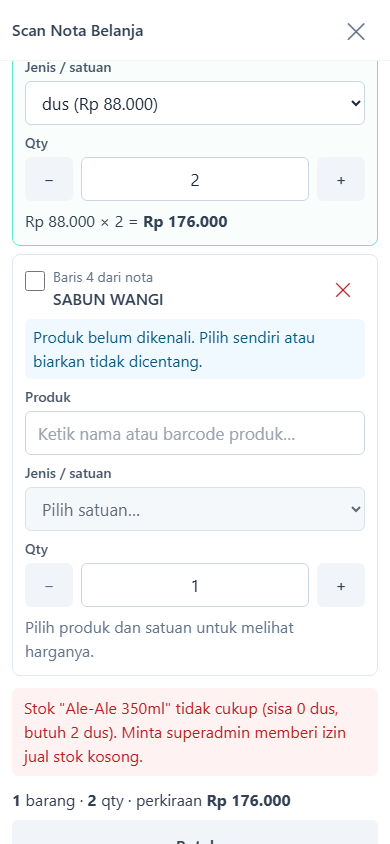 Scan Nota Belanja
Jenis / satuan
dus (Rp 88.000)
Qty
− 2 +
Rp 88.000 × 2 = Rp 176.000
Baris 4 dari nota
SABUN WANGI
Produk belum dikenali. Pilih sendiri atau
biarkan tidak dicentang.
Produk
Ketik nama atau barcode produk...
Jenis / satuan
Pilih satuan...
Qty
− 1 +
Pilih produk dan satuan untuk melihat
harganya.
Stok "Ale-Ale 350ml" tidak cukup (sisa 0 dus,
butuh 2 dus). Minta superadmin memberi izin
jual stok kosong.
1 barang · 2 qty · perkiraan Rp 176.000